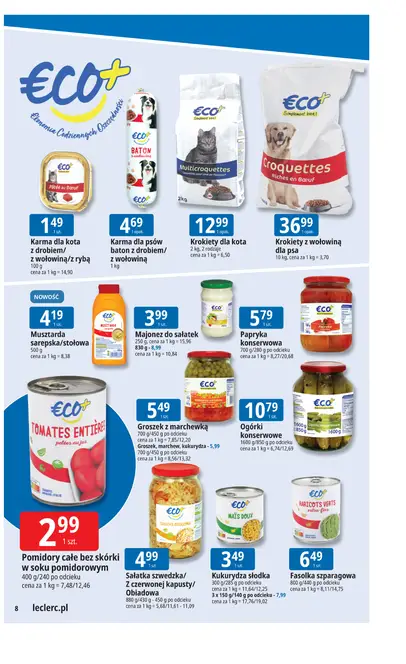 €CO+
Elementa Codziennych Oszczędności
€CO+
€CO+
BATON
€CO+
Multicroquettes
2kg
€CO+
Croquettes
riches en Bœuf
1 49
1 szt.
4 69
1 opak.
12 99
1 szt.
36 99
1 szt.
Karma dla kota
z drobiem/
z wołowiną/z rybą
100 g
cena za 1 kg = 14,90
Karma dla psów
baton z drobiem/
z wołowiną
1 kg
Krokiety dla kota
2 kg, 2 rodzaje
cena za 1 kg = 6,50
Krokiety z wołowiną
dla psa
10 kg, cena za 1 kg = 3,70
NOWOŚĆ
4 19
1 szt.
Musztarda
sarepska/stołowa
500 g
cena za 1 kg = 8,38
3 99
1 szt.
Majonez do sałatek
250 g, cena za 1 kg = 15,96
830 g - 8,99
cena za 1 kg = 10,84
5 79
1 szt.
Papryka
konserwowa
700 g/280 g po odcieku
cena za 1 kg = 8,27/20,68
€CO+
TOMATES ENTIÈRES
pelées au jus
5 49
1 szt.
Groszek z marchewką
700 g/450 g po odcieku
cena za 1 kg = 7,85/12,20
Groszek, marchew, kukurydza - 5,99
700 g/450 g po odcieku
cena za 1 kg = 8,56/13,32
10 79
1 szt.
Ogórki
konserwowe
1600 g/850 g po odcieku
cena za 1 kg = 6,74/12,69
€CO+
1600 g
850 g
2.99
1 szt.
Pomidory całe bez skórki
w soku pomidorowym
400 g/240 po odcieku
cena za 1 kg = 7,48/12,46
4 99
1 szt.
Sałatka szwedzka/
Z czerwonej kapusty/
Obiadowa
880 g/430 g - 450 g po odcieku
cena za 1 kg = 5,68/11,61 - 11,09
€CO+
MAÏS DOUX
3 49
1 szt.
Kukurydza słodka
300 g/285 g po odcieku
cena za 1 kg = 11,64/12,25
3 x 150 g/140 g po odcieku - 7,99
cena za 1 kg = 17,76/19,02
€CO+
HARICOTS VERTS
extra-fins
6 49
1 szt.
Fasolka szparagowa
800 g/440 g po odcieku
cena za 1 kg = 8,11/14,75
8 leclerc.pl